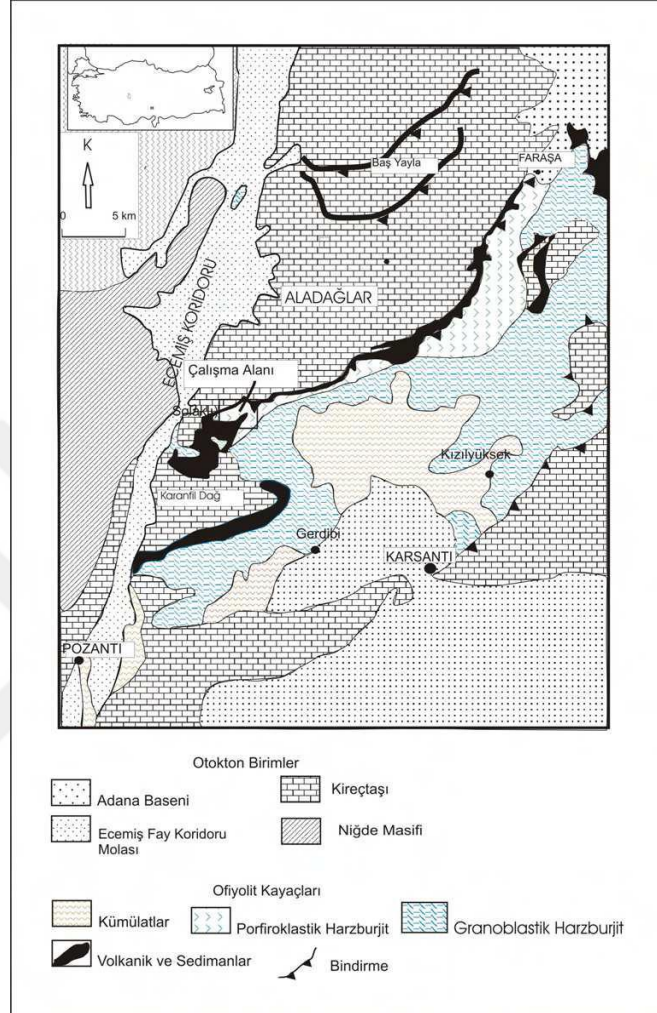 K
0 5 km
Baş Yayla
FARAŞA
ECEMİŞ KORİDORU
ALADAĞLAR
Çalışma Alanı
Solaklı
Kızılyüksek
Karanfil Dağ
Gerdibi
KARSANTI
POZANTI
Otokton Birimler
Adana Baseni
Kireçtaşı
Ecemiş Fay Koridoru
Molası
Niğde Masifi
Ofiyolit Kayaçları
Kümülatlar
Porfiroklastik Harzburjit
Granoblastik Harzburjit
Volkanik ve Sedimanlar
Bindirme